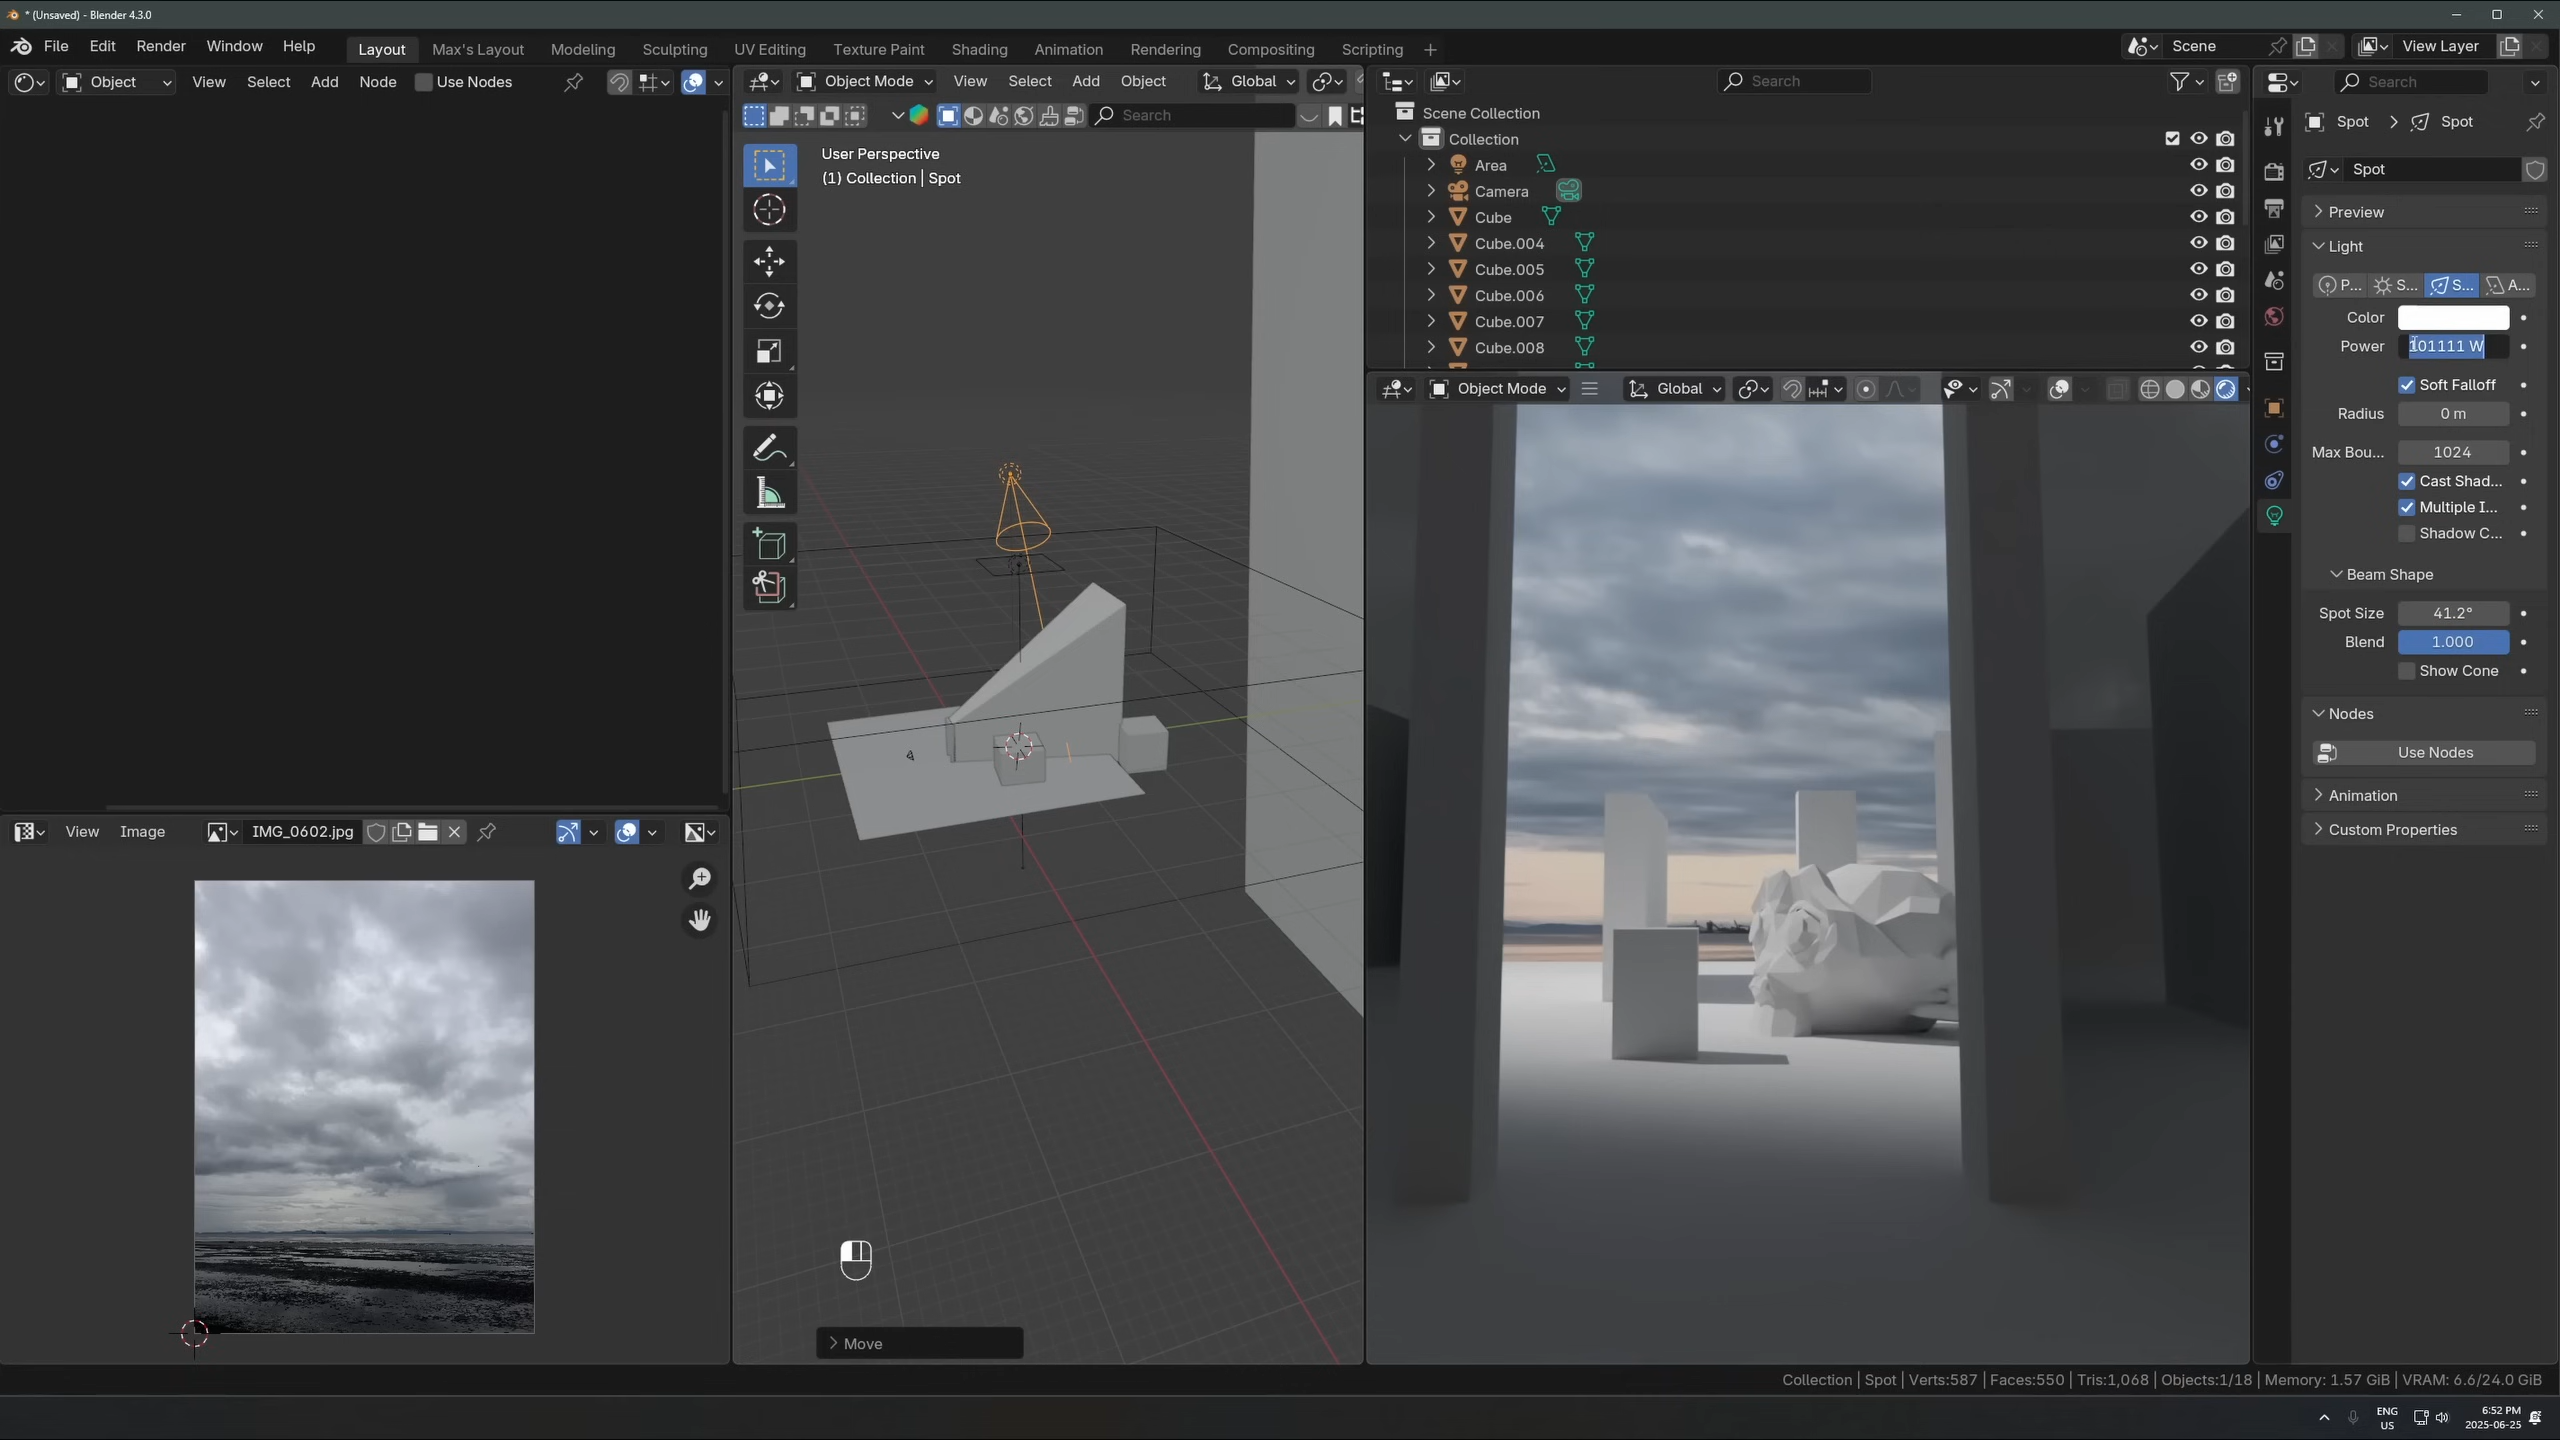 * (Unsaved) - Blender 4.3.0
File Edit Render Window Help Layout Max's Layout Modeling Sculpting UV Editing Texture Paint Shading Animation Rendering Compositing Scripting + Scene View Layer
Object View Select Add Node Use Nodes
Object Mode View Select Add Object Global
Search
User Perspective
(1) Collection | Spot
Move
View Image IMG_0602.jpg
Search
Scene Collection
Collection
Area
Camera
Cube
Cube.004
Cube.005
Cube.006
Cube.007
Cube.008
Object Mode Global
Search
Spot > Spot
Spot
Preview
Light
P... S... S... A...
Color
Power 101111 W
Soft Falloff
Radius 0 m
Max Bou... 1024
Cast Shad...
Multiple I...
Shadow C...
Beam Shape
Spot Size 41.2°
Blend 1.000
Show Cone
Nodes
Use Nodes
Animation
Custom Properties
Collection | Spot | Verts:587 | Faces:550 | Tris:1,068 | Objects:1/18 | Memory: 1.57 GiB | VRAM: 6.6/24.0 GiB
ENG
US
6:52 PM
2025-06-25